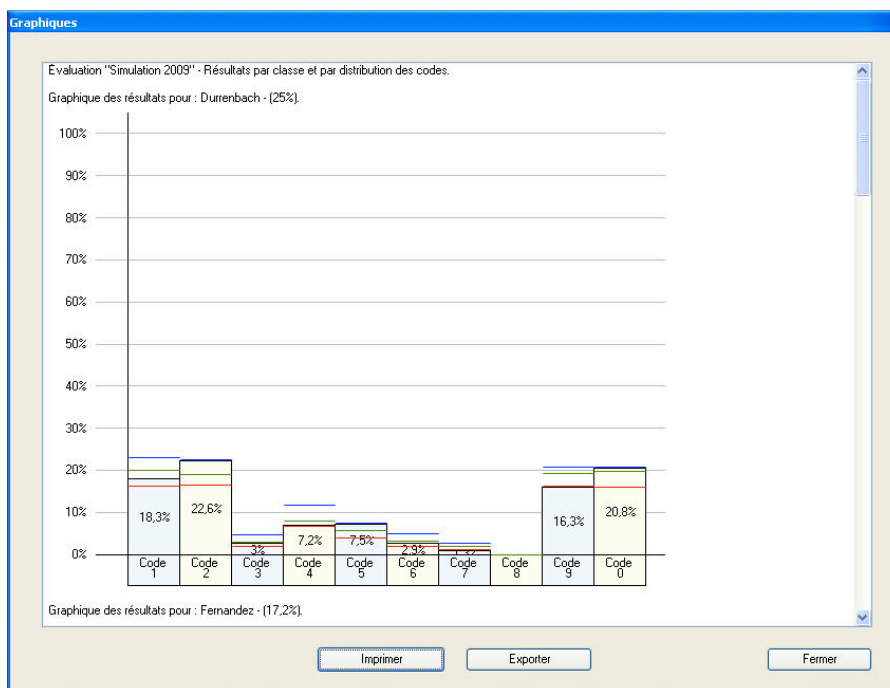 Graphiques
Évaluation "Simulation 2009" - Résultats par classe et par distribution des codes.
Graphique des résultats pour : Durrenbach - (25%).
100%
90%
80%
70%
60%
50%
40%
30%
20%
10%
0%
18,3%
22,6%
3%
7,2%
7,5%
2,9%
16,3%
20,8%
Code 1
Code 2
Code 3
Code 4
Code 5
Code 6
Code 7
Code 8
Code 9
Code 0
Graphique des résultats pour : Fernandez - (17,2%).
Imprimer
Exporter
Fermer